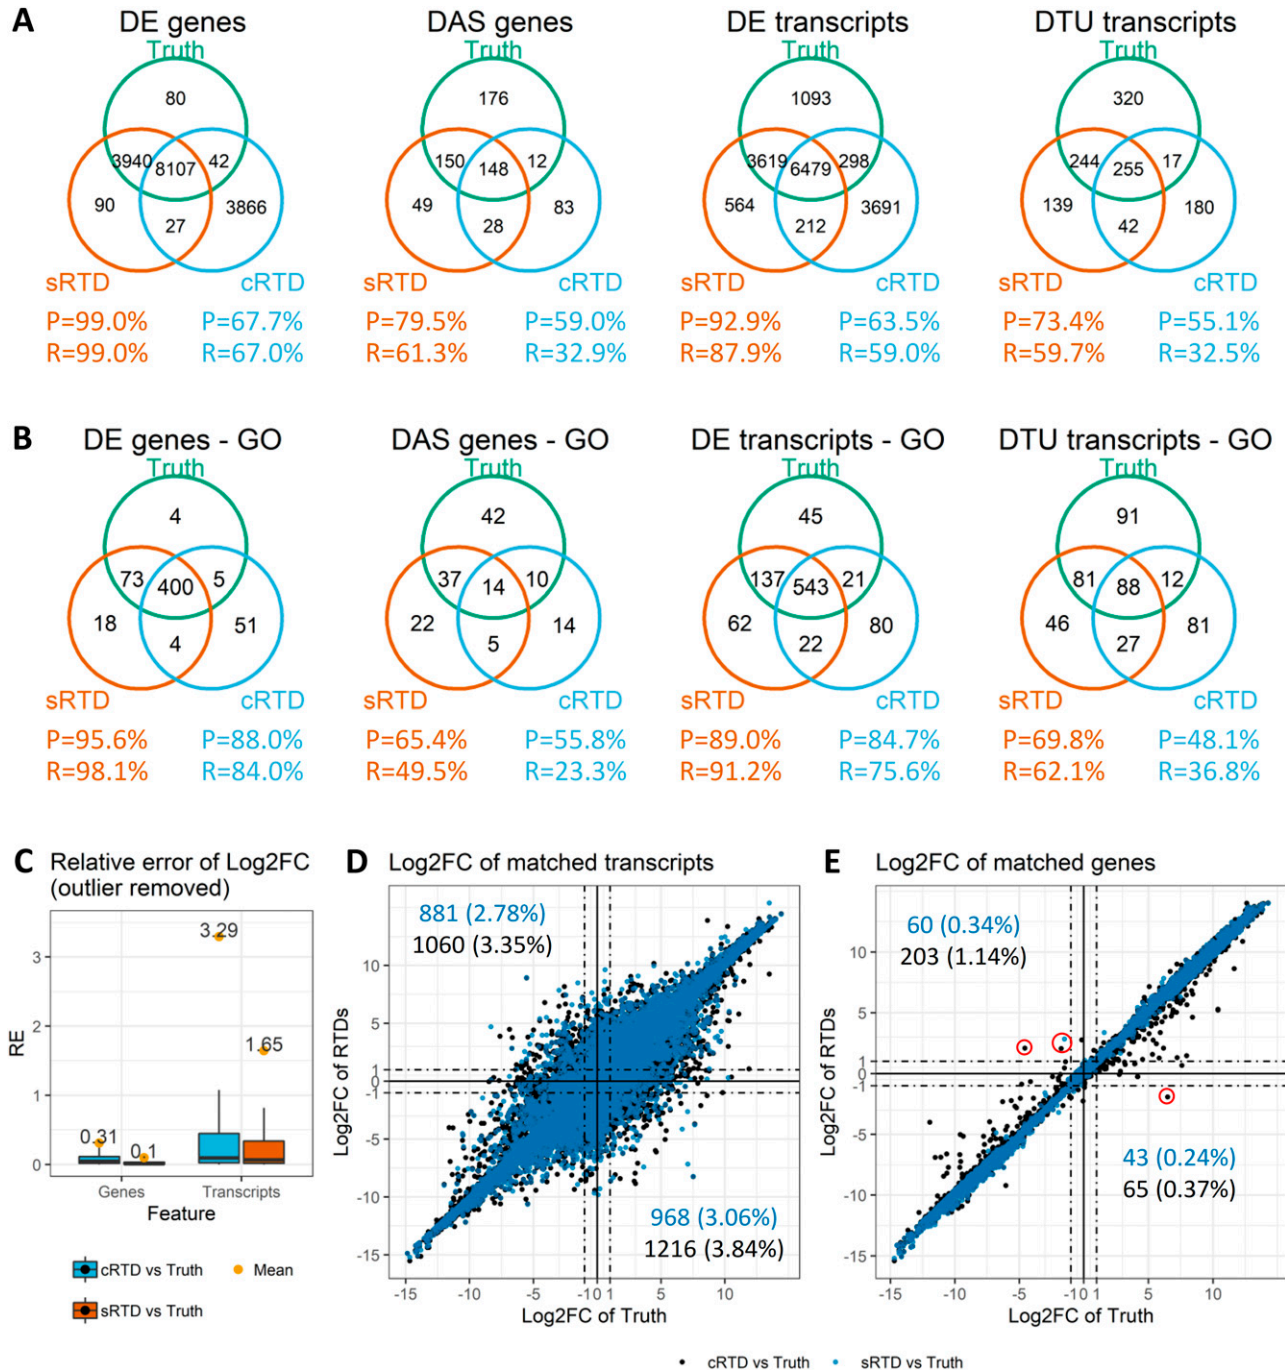 A
DE genes
DAS genes
DE transcripts
DTU transcripts
Truth
Truth
Truth
Truth
80
176
1093
320
3940
8107
42
150
148
12
3619
6479
298
244
255
17
90
27
3866
49
28
83
564
212
3691
139
42
180
sRTD
cRTD
sRTD
cRTD
sRTD
cRTD
sRTD
cRTD
P=99.0%
P=67.7%
P=79.5%
P=59.0%
P=92.9%
P=63.5%
P=73.4%
P=55.1%
R=99.0%
R=67.0%
R=61.3%
R=32.9%
R=87.9%
R=59.0%
R=59.7%
R=32.5%
B
DE genes - GO
DAS genes - GO
DE transcripts - GO
DTU transcripts - GO
Truth
Truth
Truth
Truth
4
42
45
91
73
400
5
37
14
10
137
543
21
81
88
12
18
4
51
22
5
14
62
22
80
46
27
81
sRTD
cRTD
sRTD
cRTD
sRTD
cRTD
sRTD
cRTD
P=95.6%
P=88.0%
P=65.4%
P=55.8%
P=89.0%
P=84.7%
P=69.8%
P=48.1%
R=98.1%
R=84.0%
R=49.5%
R=23.3%
R=91.2%
R=75.6%
R=62.1%
R=36.8%
C
Relative error of Log2FC
(outlier removed)
3
2
1
0
RE
0.31
0.1
3.29
1.65
Genes
Transcripts
Feature
cRTD vs Truth
Mean
sRTD vs Truth
D
Log2FC of matched transcripts
881 (2.78%)
1060 (3.35%)
968 (3.06%)
1216 (3.84%)
Log2FC of RTDs
10
5
1
0
-1
-5
-10
-15
-15
-10
-5
-1
0
1
5
10
Log2FC of Truth
E
Log2FC of matched genes
60 (0.34%)
203 (1.14%)
43 (0.24%)
65 (0.37%)
Log2FC of RTDs
10
5
1
0
-1
-5
-10
-15
-15
-10
-5
-1
0
1
5
10
Log2FC of Truth
cRTD vs Truth
sRTD vs Truth